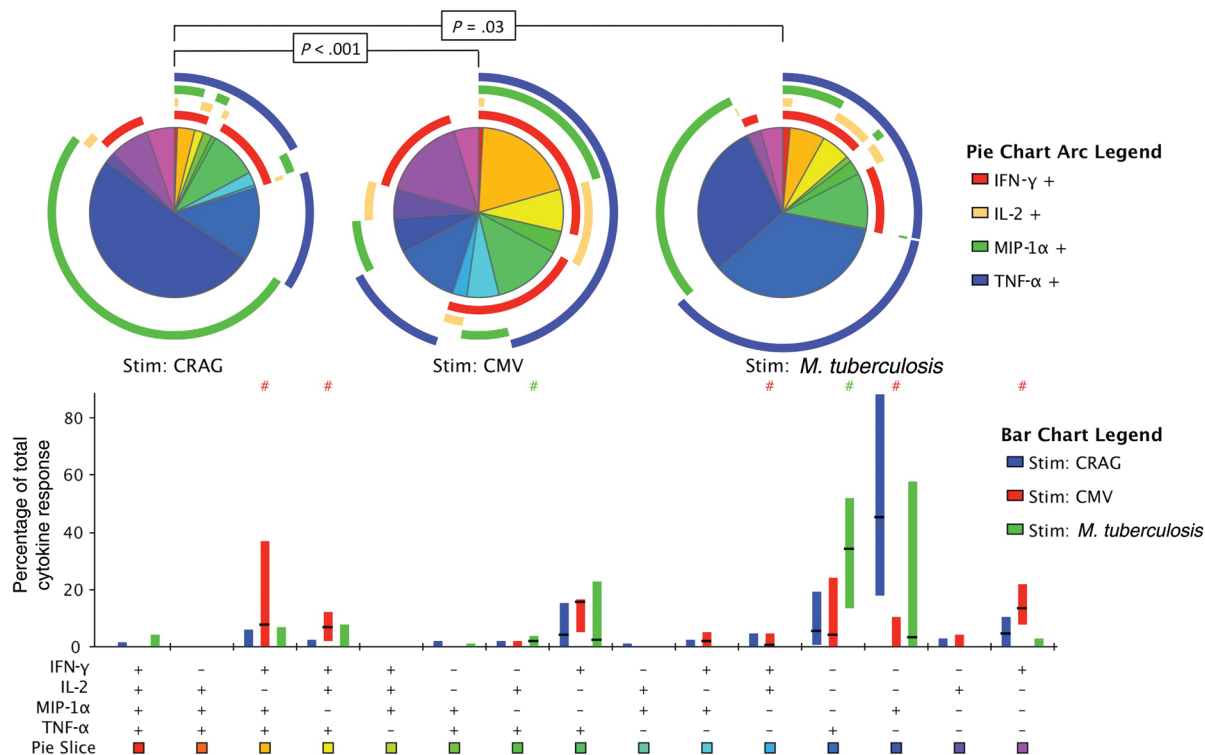 P = .03
P < .001
Stim: CRAG
Stim: CMV
Stim: M. tuberculosis
Pie Chart Arc Legend
IFN-γ +
IL-2 +
MIP-1α +
TNF-α +
# # # # # # #
Percentage of total
cytokine response
80
60
40
20
0
Bar Chart Legend
Stim: CRAG
Stim: CMV
Stim: M. tuberculosis
IFN-γ + – + + + – – + – + + – – – +
IL-2 + + – + + – + – + – + – – + –
MIP-1α + + + – + + – – + + – – + – –
TNF-α + + + + – + + + – – – + – – –
Pie Slice